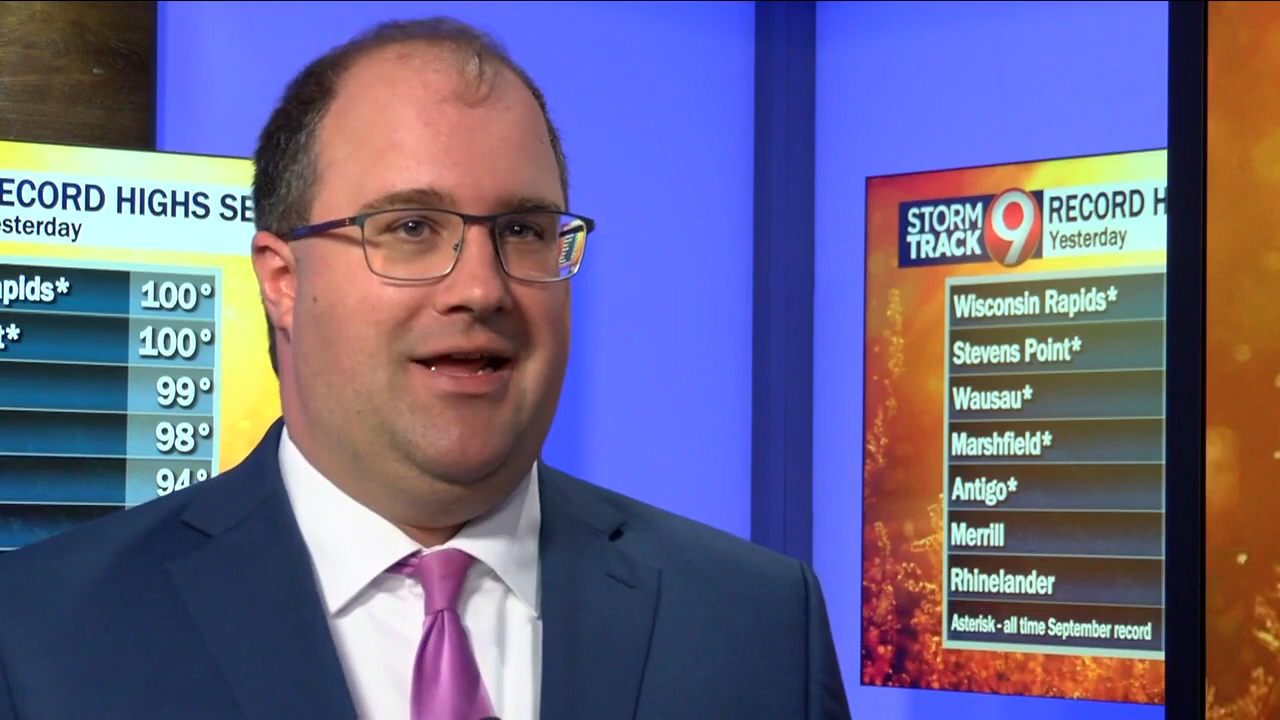 ECORD HIGHS SE
esterday
apids* 100°
t* 100°
99°
98°
94°
STORM TRACK 9
RECORD H
Yesterday
Wisconsin Rapids*
Stevens Point*
Wausau*
Marshfield*
Antigo*
Merrill
Rhinelander
Asterisk - all time September record